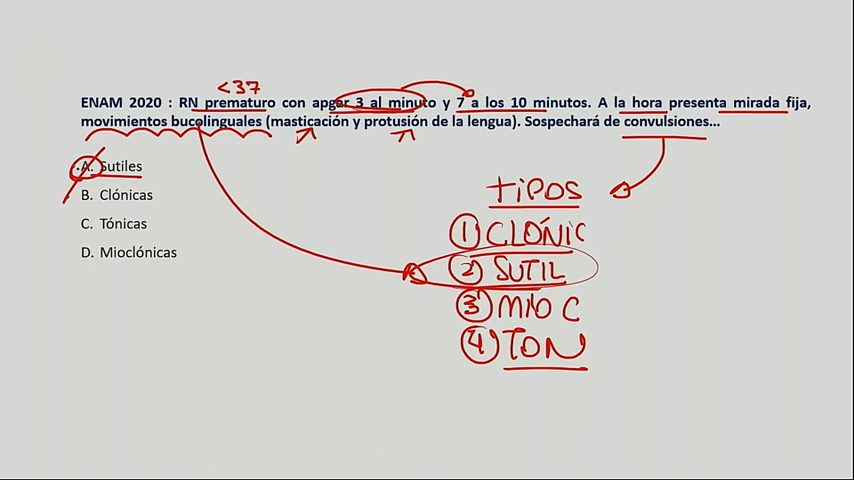 <37
ENAM 2020 : RN prematuro con apgar 3 al minuto y 7 a los 10 minutos. A la hora presenta mirada fija,
movimientos bucolinguales (masticación y protusión de la lengua). Sospechará de convulsiones...
A. Sutiles
B. Clónicas
C. Tónicas
D. Mioclónicas
TIPOS
① CLÓNIC
② SUTIL
③ MIO C
④ TON